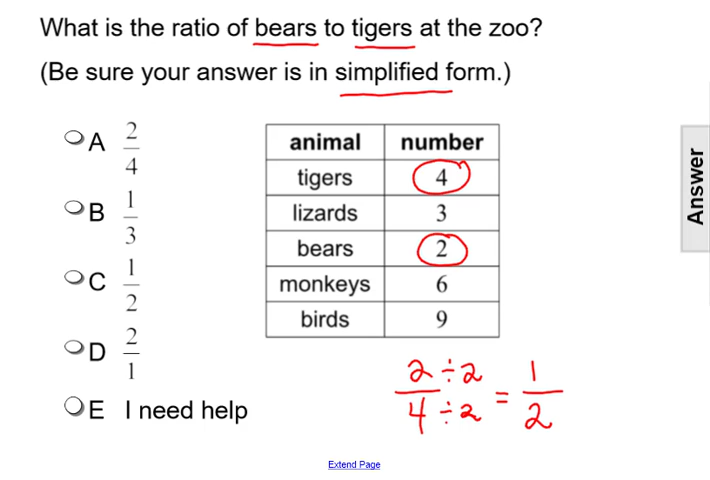 What is the ratio of bears to tigers at the zoo?
(Be sure your answer is in simplified form.)
A 2/4
B 1/3
C 1/2
D 2/1
E I need help
animal number
tigers 4
lizards 3
bears 2
monkeys 6
birds 9
2 ÷ 2 / 4 ÷ 2 = 1/2
Answer
Extend Page